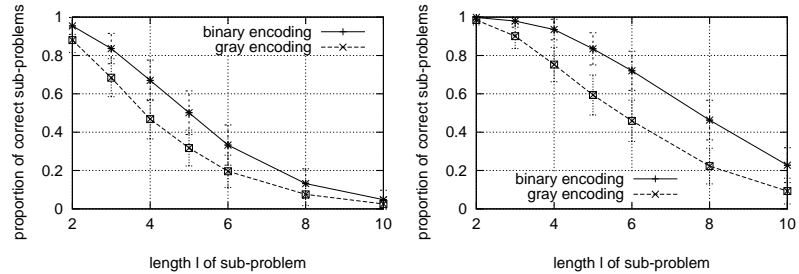 proportion of correct sub-problems
1
0.8
0.6
0.4
0.2
0
2
4
6
8
10
binary encoding
gray encoding
length l of sub-problem
proportion of correct sub-problems
1
0.8
0.6
0.4
0.2
0
2
4
6
8
10
binary encoding
gray encoding
length l of sub-problem